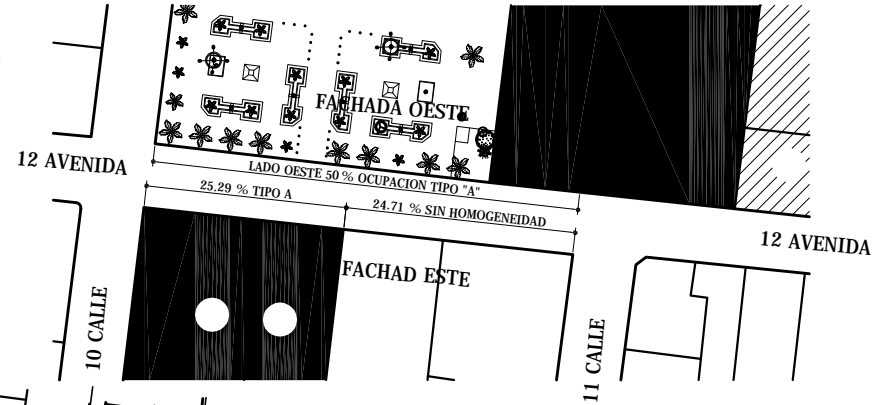 FACHADA OESTE
12 AVENIDA
LADO OESTE 50 % OCUPACION TIPO "A"
25.29 % TIPO A
24.71 % SIN HOMOGENEIDAD
12 AVENIDA
FACHAD ESTE
10 CALLE
11 CALLE